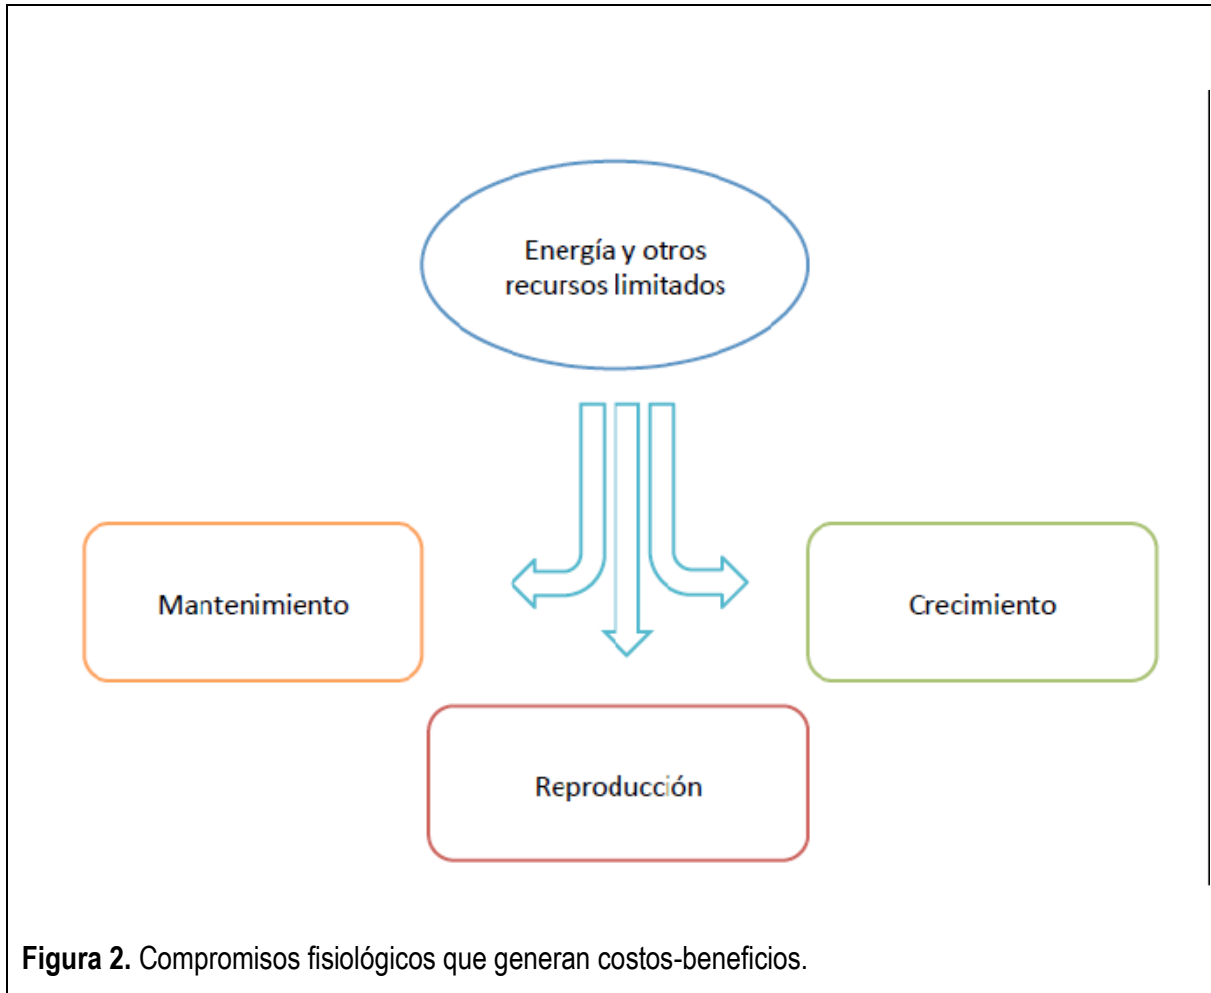 Energía y otros
recursos limitados
Mantenimiento
Crecimiento
Reproducción
Figura 2. Compromisos fisiológicos que generan costos-beneficios.